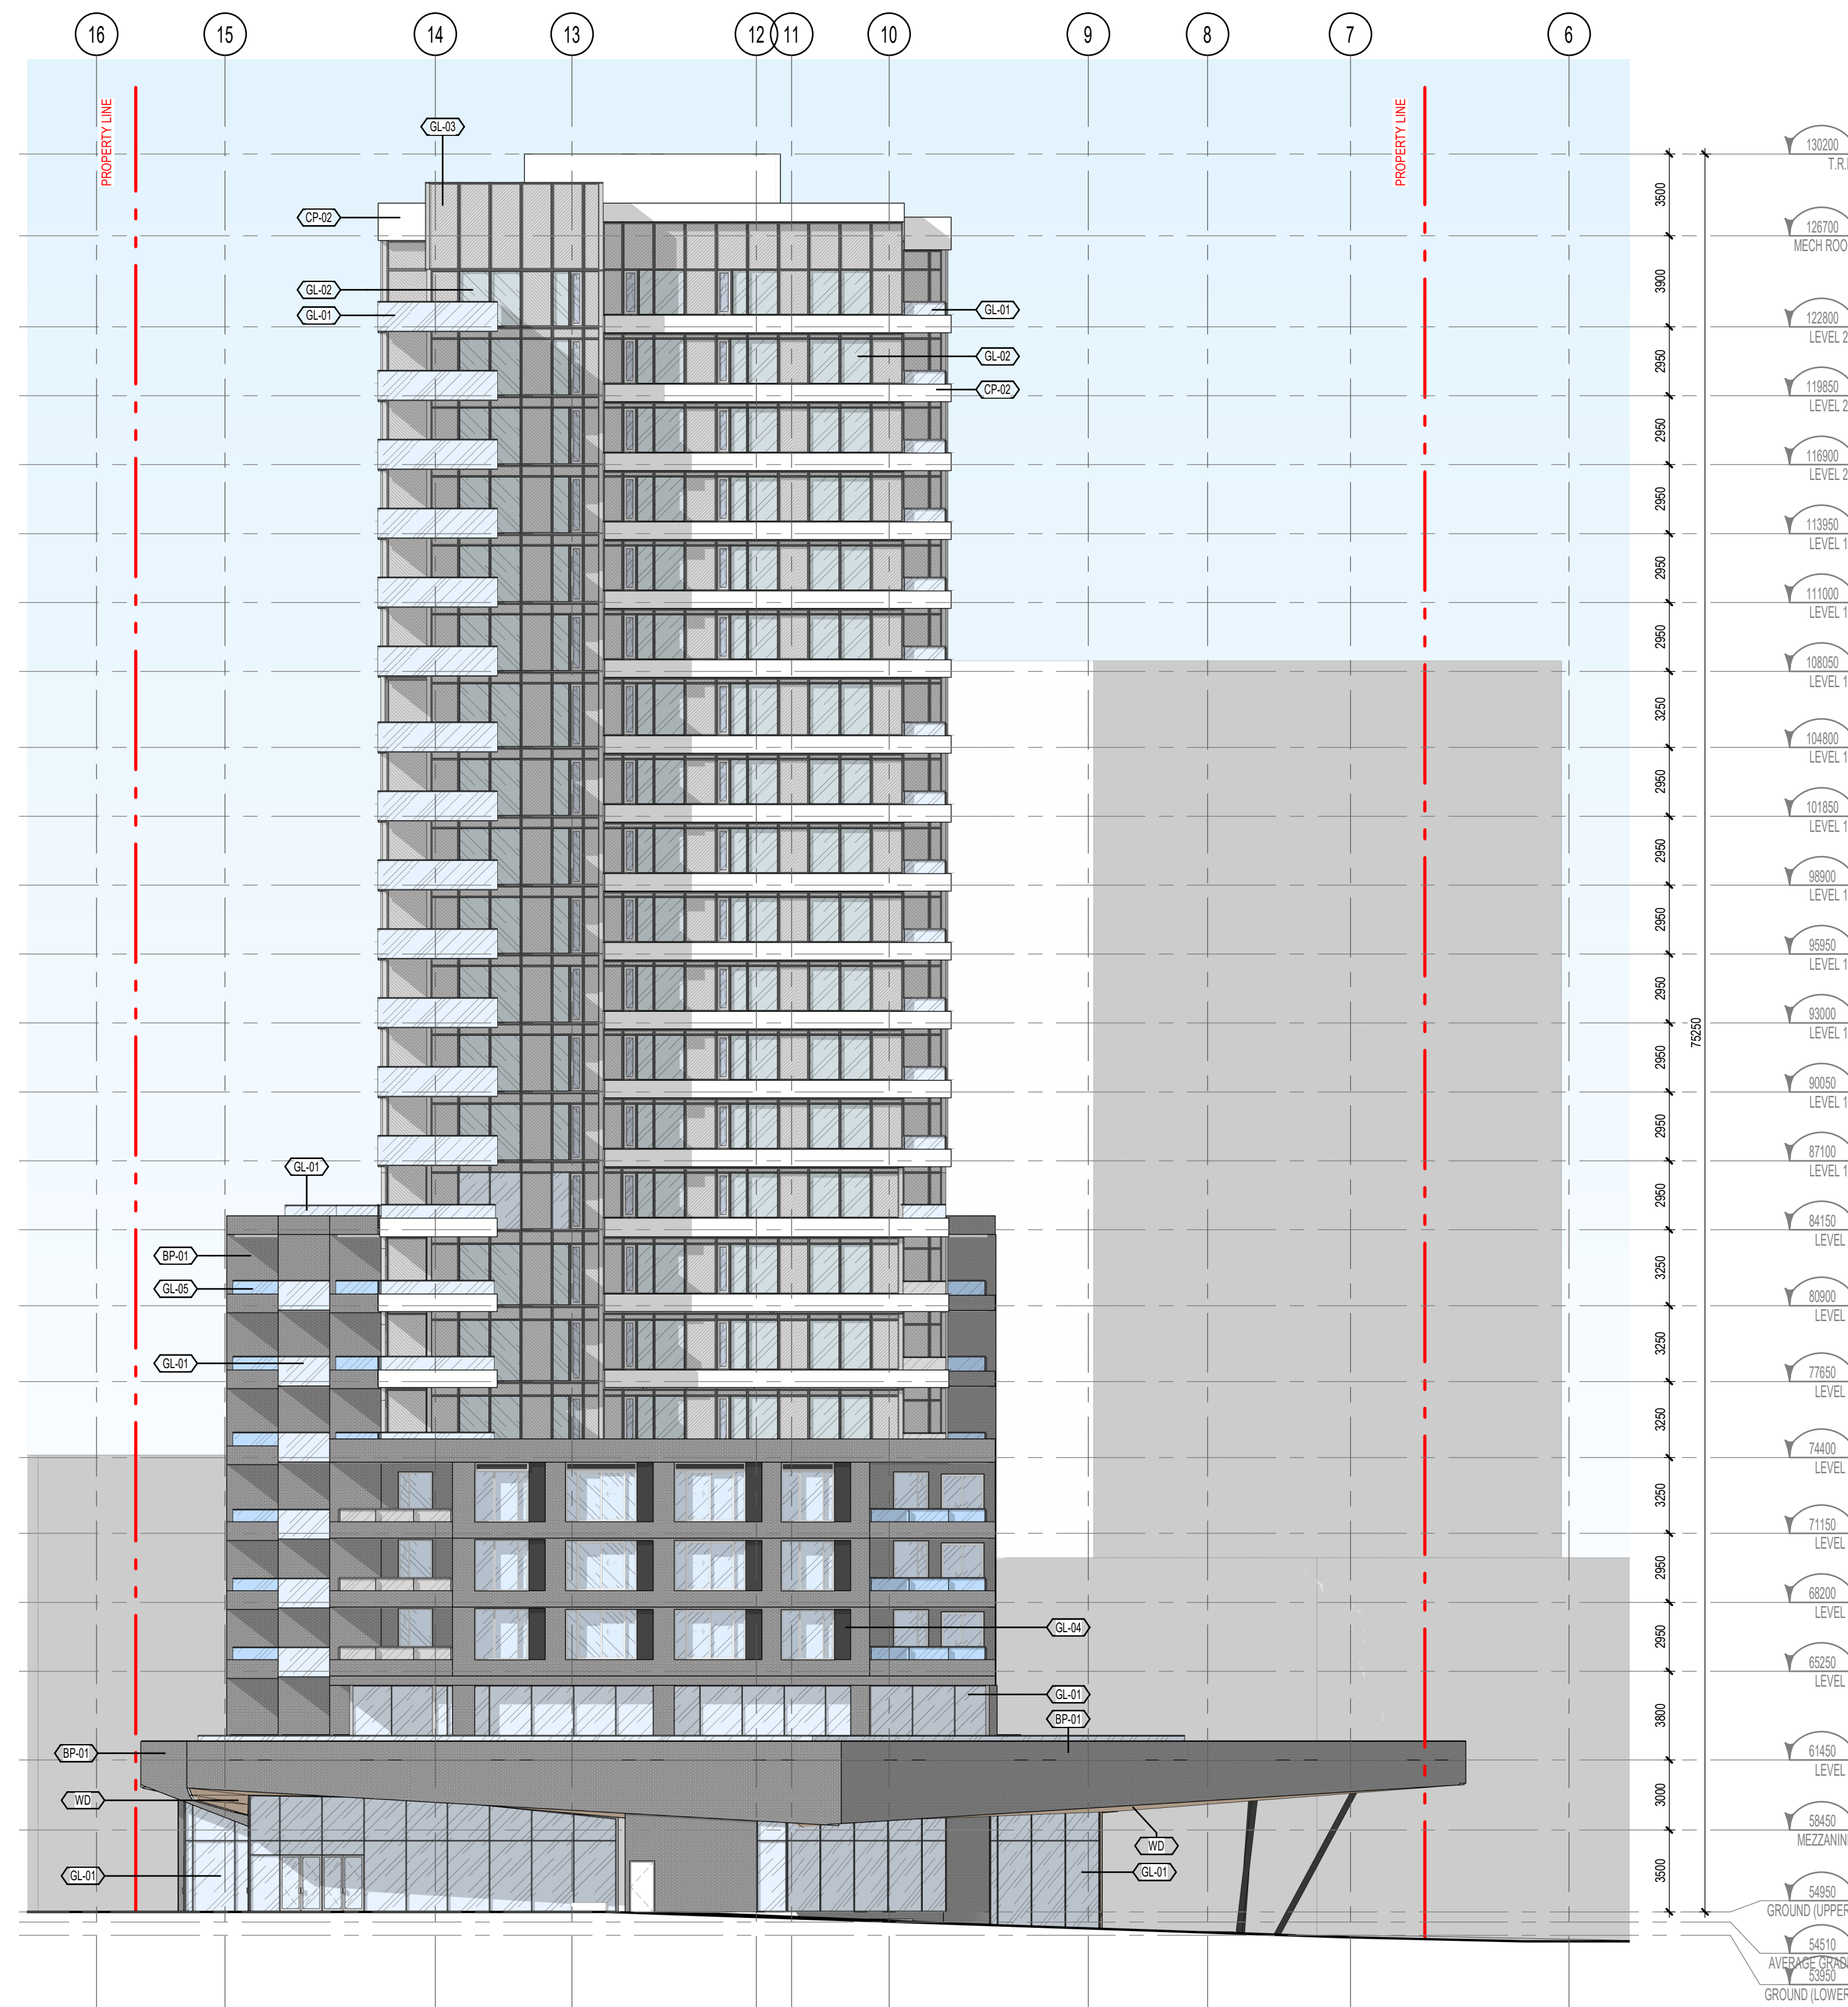 16 15 14 13 12 11 10 9 8 7 6
PROPERTY LINE
PROPERTY LINE
GL-03
CP-02
GL-02
GL-01
GL-01
GL-02
CP-02
GL-01
BP-01
GL-05
GL-01
GL-04
GL-01
BP-01
BP-01
WD
WD
GL-01
GL-01
3500
3900
2950
2950
2950
2950
2950
3250
2950
2950
2950
2950
2950
2950
2950
3250
3250
3250
3250
2950
2950
3800
3000
3500
75250
130200
T.R.
126700
MECH ROO
122800
LEVEL 2
119850
LEVEL 2
116900
LEVEL 2
113950
LEVEL 1
111000
LEVEL 1
108050
LEVEL 1
104800
LEVEL 1
101850
LEVEL 1
98900
LEVEL 1
95950
LEVEL 1
93000
LEVEL 1
90050
LEVEL 1
87100
LEVEL 1
84150
LEVEL
80900
LEVEL
77650
LEVEL
74400
LEVEL
71150
LEVEL
68200
LEVEL
65250
LEVEL
61450
LEVEL
58450
MEZZANIN
54950
GROUND (UPPER
54510
AVERAGE GRAD
53950
GROUND (LOWER